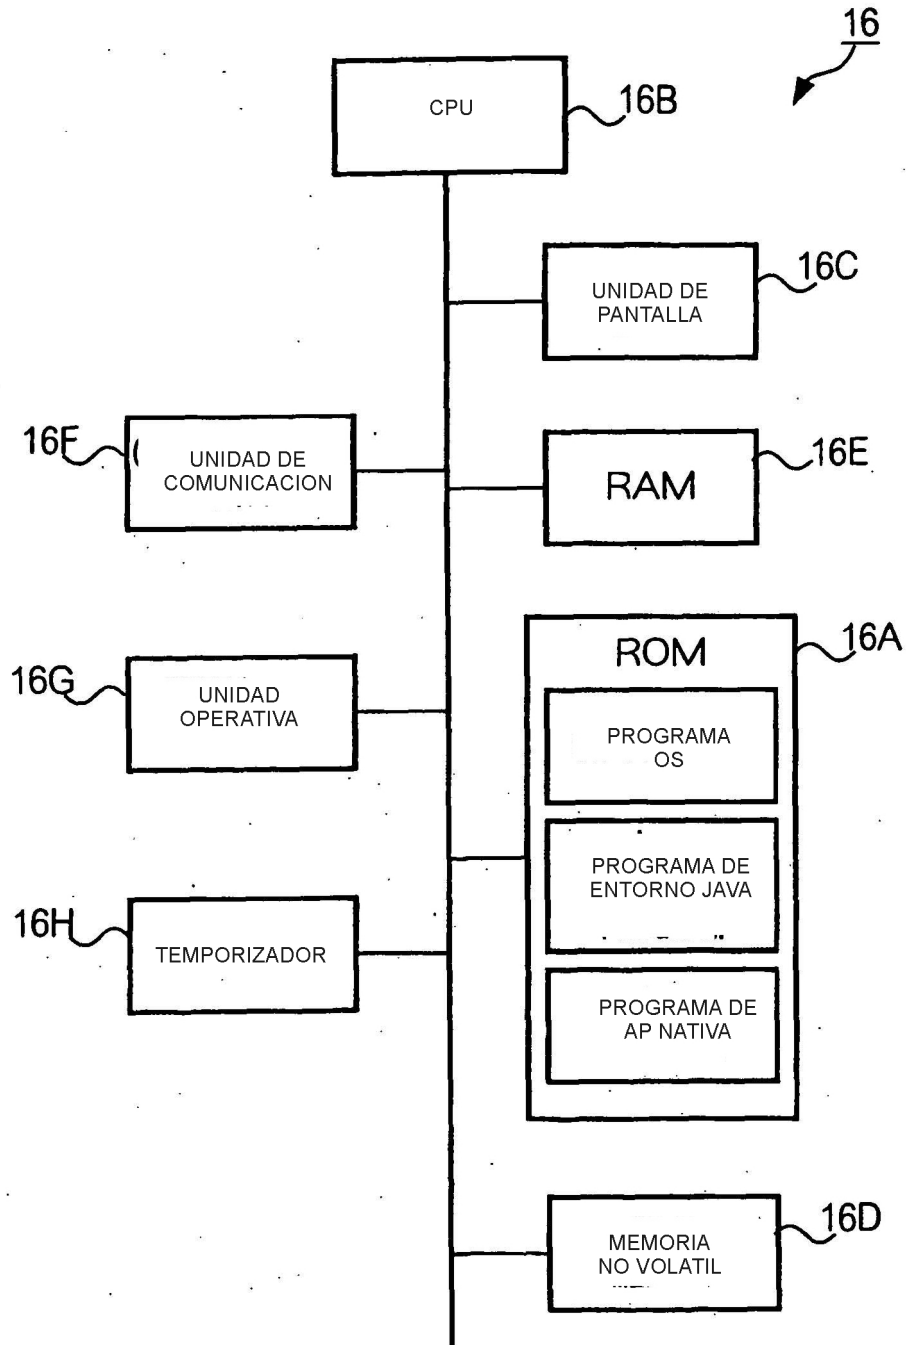 16
CPU
16B
UNIDAD DE
PANTALLA
16C
16F
UNIDAD DE
COMUNICACION
RAM
16E
ROM
16A
16G
UNIDAD
OPERATIVA
PROGRAMA
OS
PROGRAMA DE
ENTORNO JAVA
16H
TEMPORIZADOR
PROGRAMA DE
AP NATIVA
MEMORIA
NO VOLATIL
16D